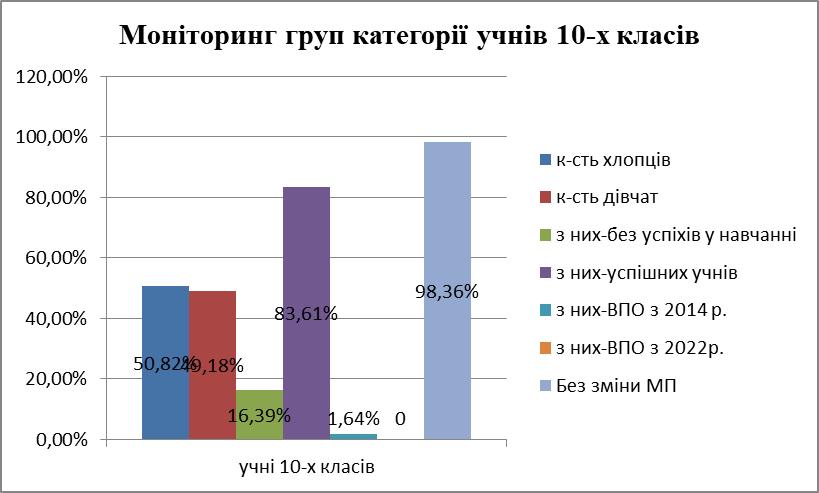 Моніторинг груп категорії учнів 10-х класів
120,00%
100,00%
80,00%
60,00%
40,00%
20,00%
0,00%
50,82%
49,18%
16,39%
83,61%
1,64%
0
98,36%
учні 10-х класів
к-сть хлопців
к-сть дівчат
з них-без успіхів у навчанні
з них-успішних учнів
з них-ВПО з 2014 р.
з них-ВПО з 2022р.
Без зміни МП